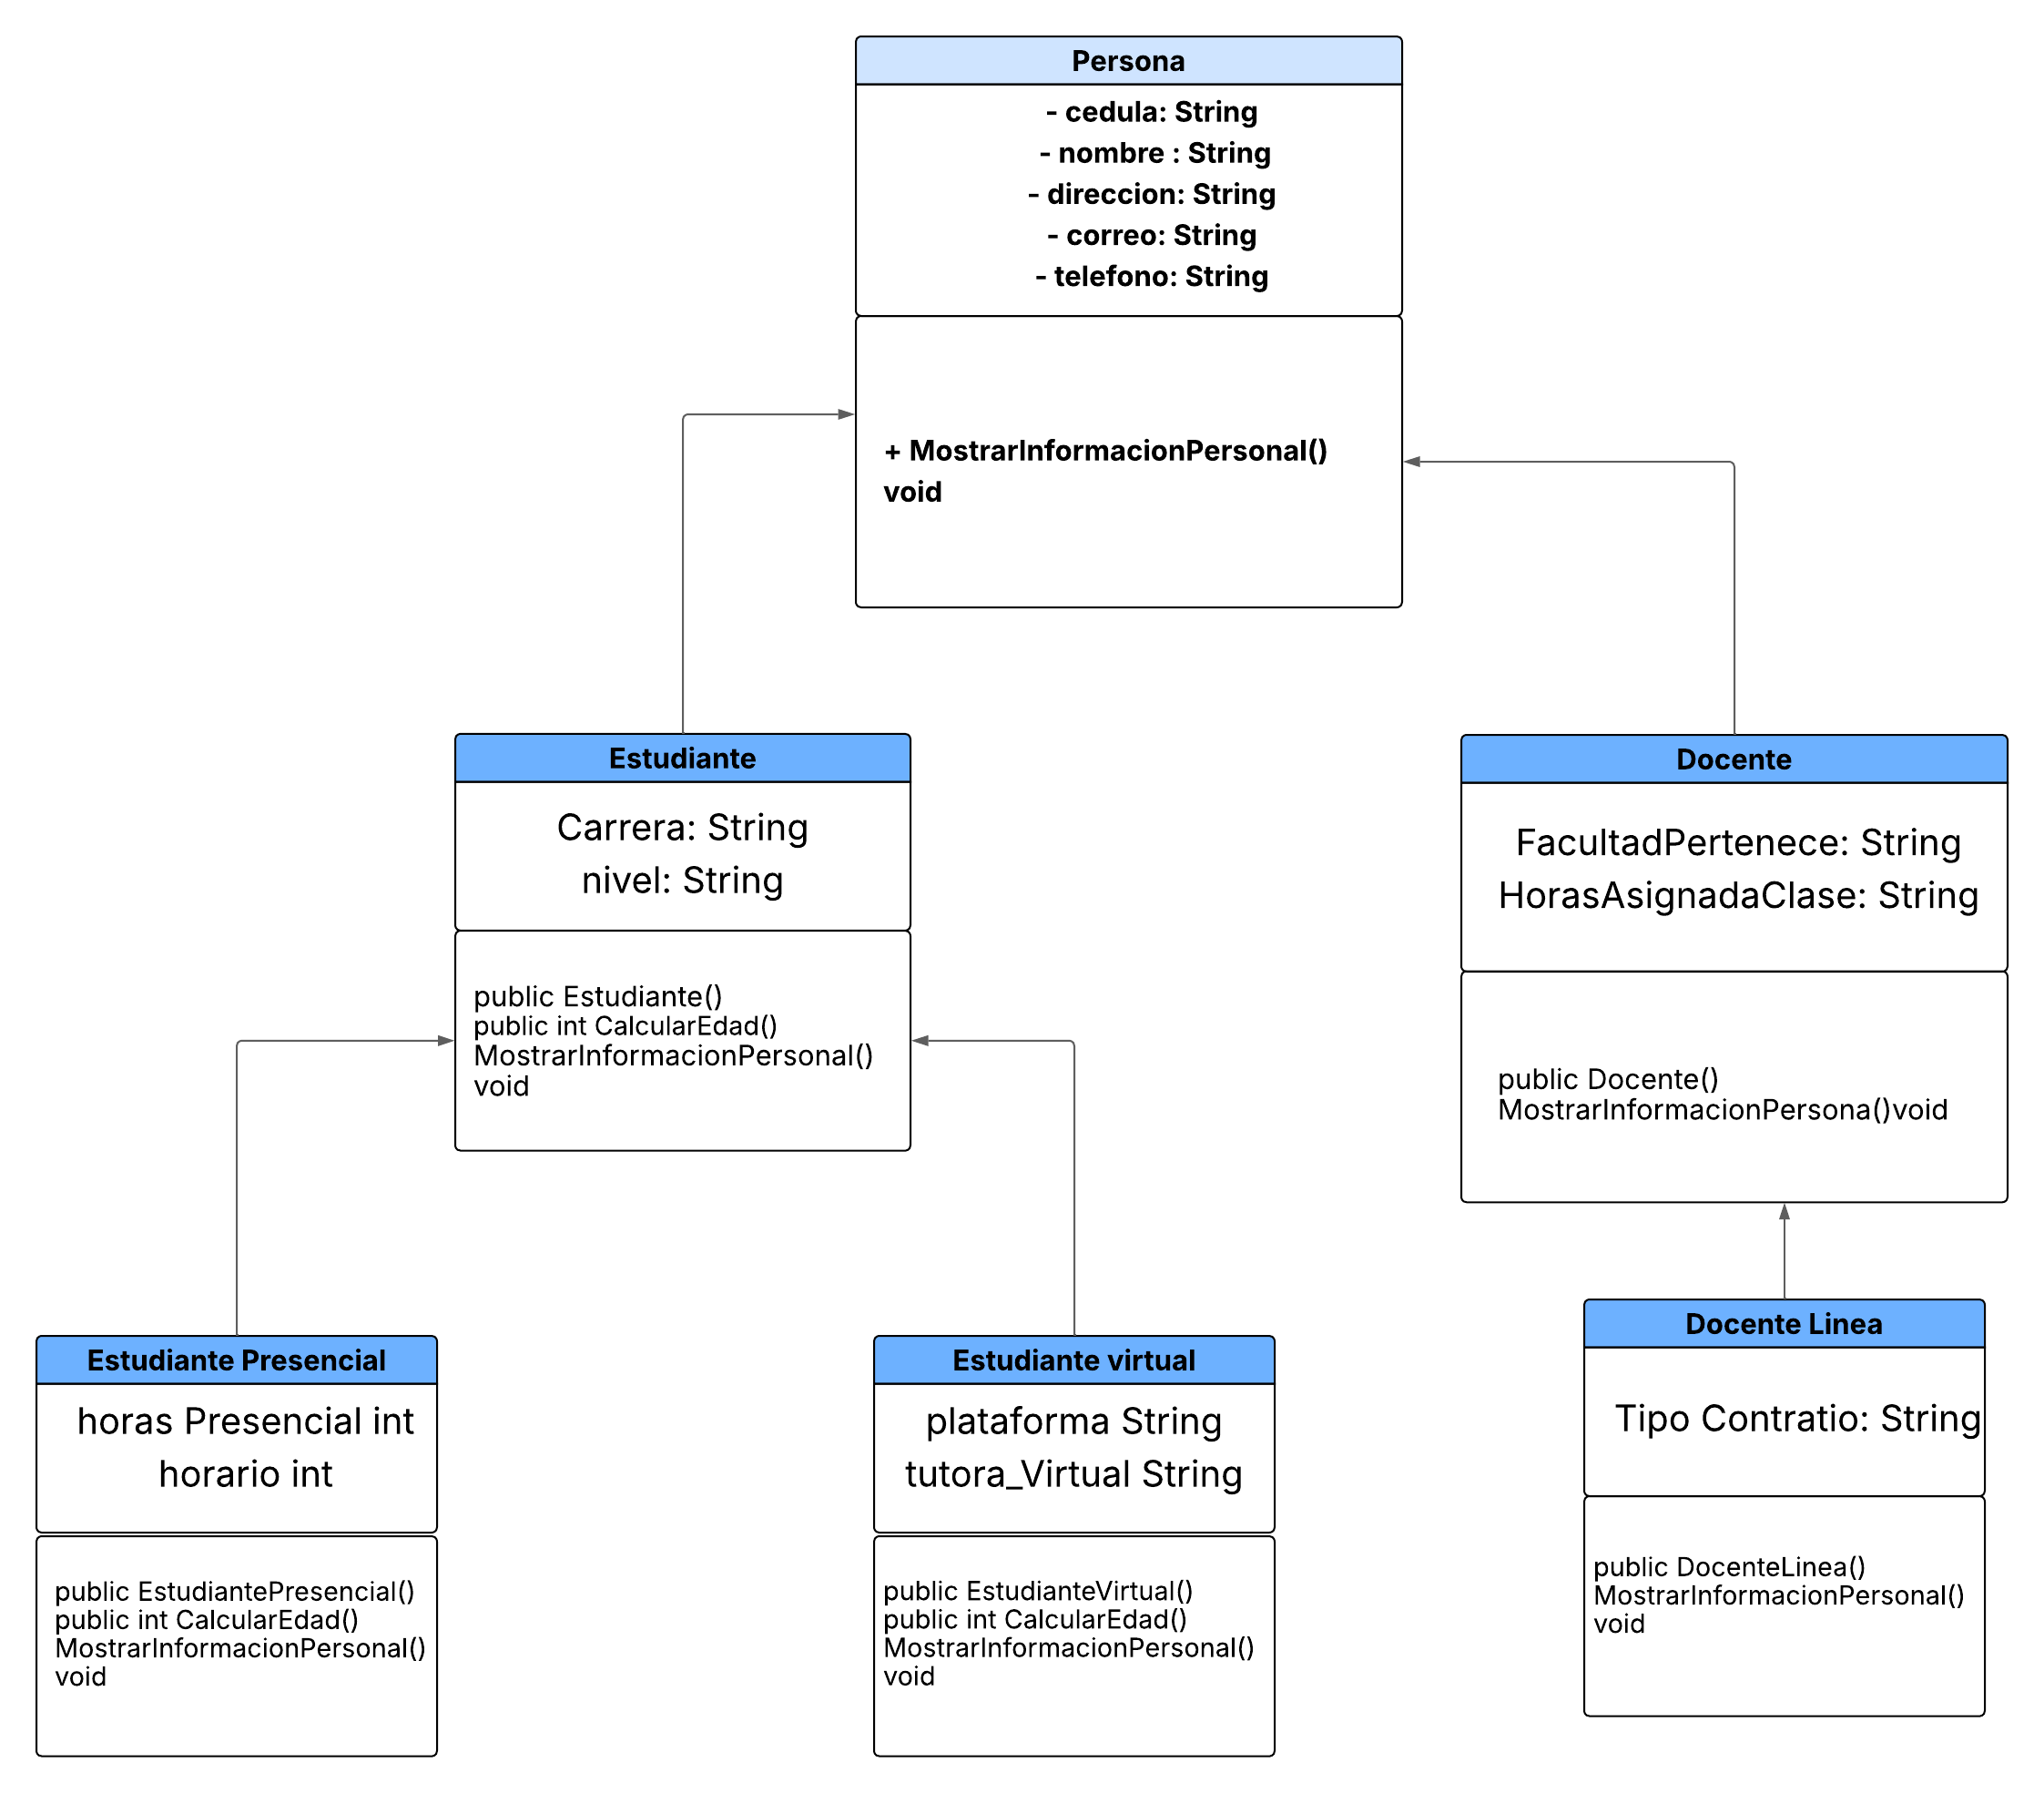 Persona
- cedula: String
- nombre : String
- direccion: String
- correo: String
- telefono: String
+ MostrarInformacionPersonal()
void
Estudiante
Carrera: String
nivel: String
public Estudiante()
public int CalcularEdad()
MostrarInformacionPersonal()
void
Docente
FacultadPertenece: String
HorasAsignadaClase: String
public Docente()
MostrarInformacionPersona()void
Estudiante Presencial
horas Presencial int
horario int
public EstudiantePresencial()
public int CalcularEdad()
MostrarInformacionPersonal()
void
Estudiante virtual
plataforma String
tutora_Virtual String
public EstudianteVirtual()
public int CalcularEdad()
MostrarInformacionPersonal()
void
Docente Linea
Tipo Contratio: String
public DocenteLinea()
MostrarInformacionPersonal()
void